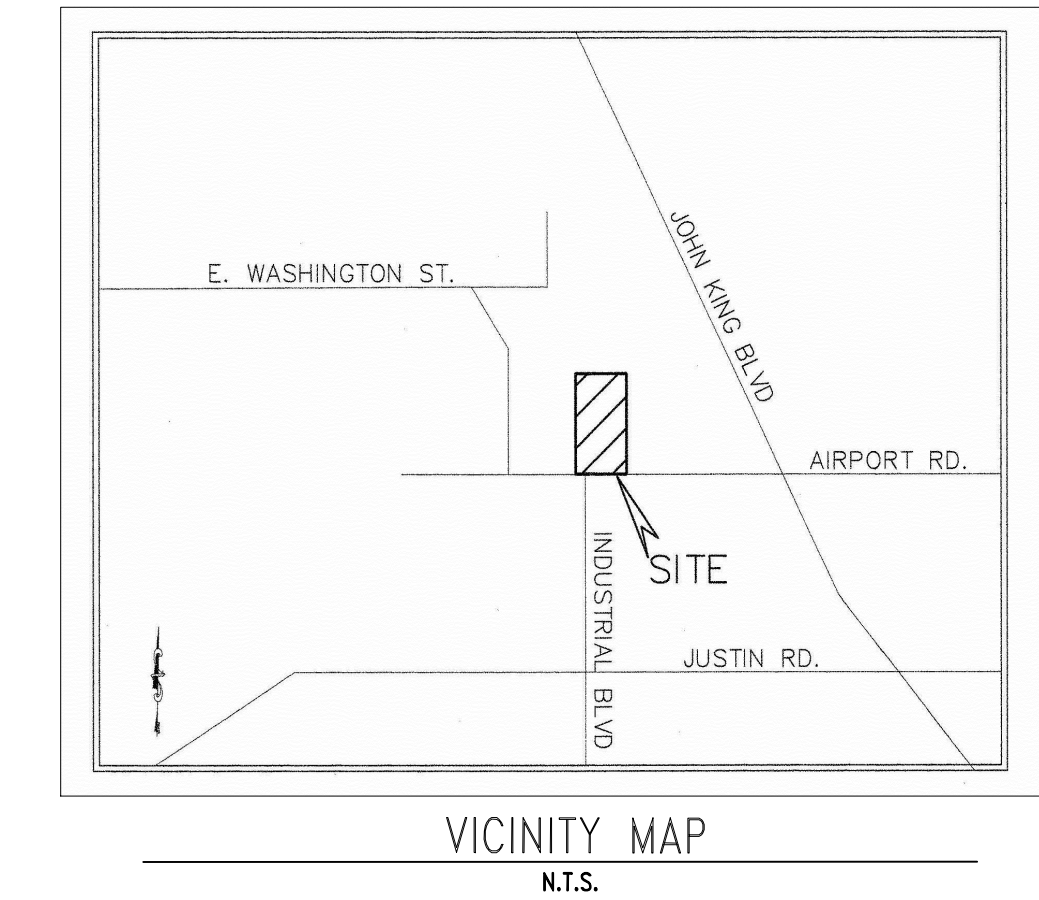 JOHN KING BLVD
E. WASHINGTON ST.
AIRPORT RD.
SITE
INDUSTRIAL BLVD
JUSTIN RD.
VICINITY MAP
N.T.S.